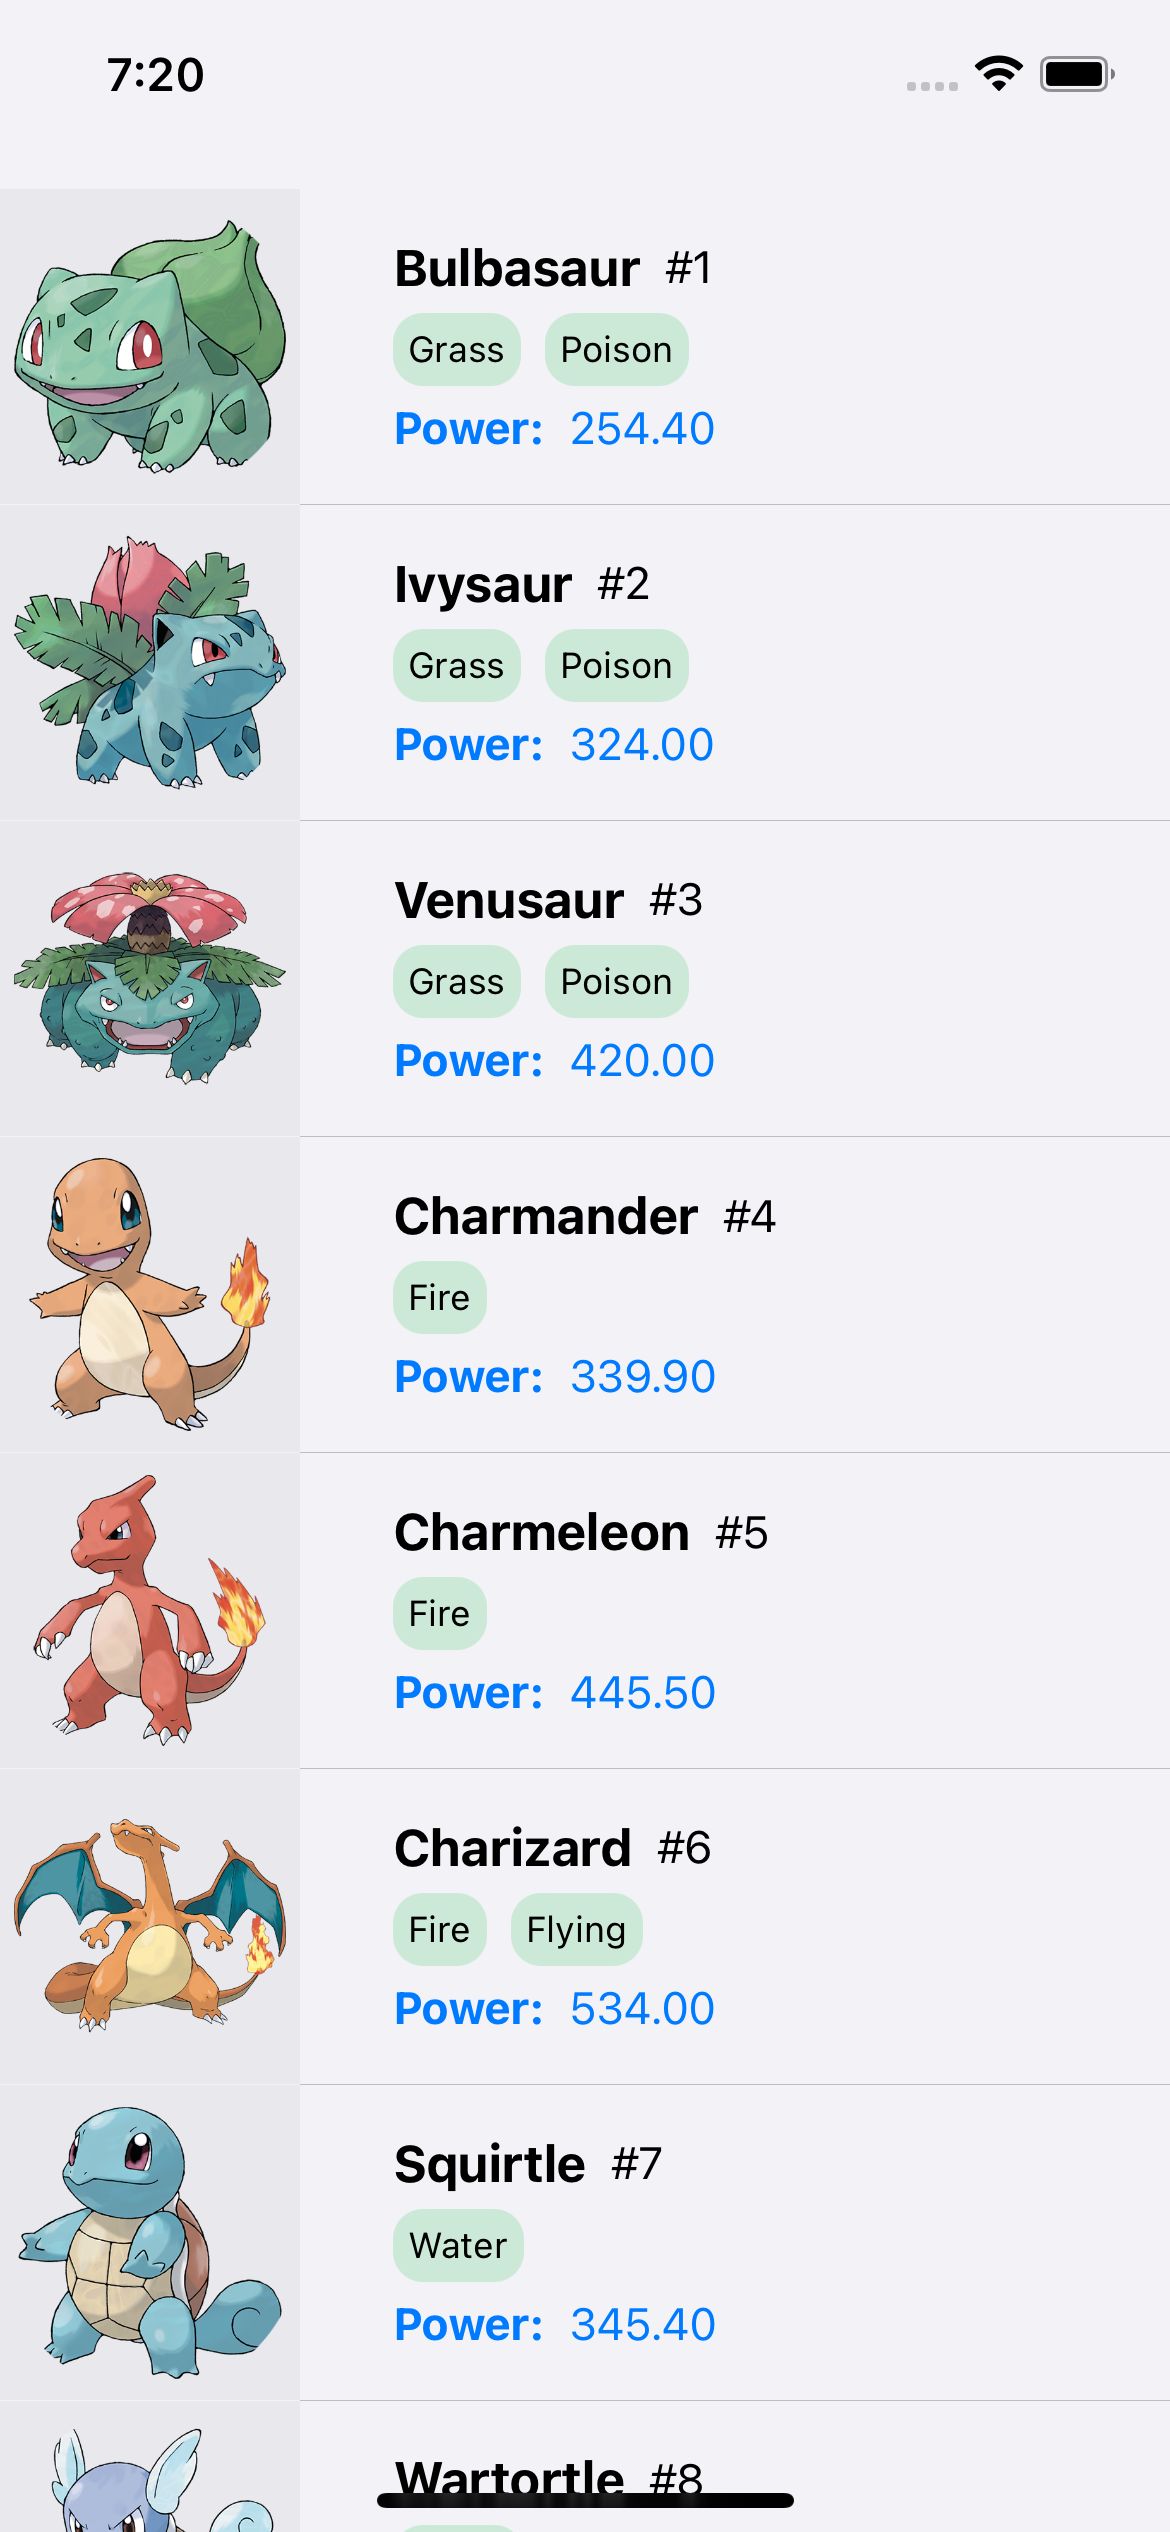 7:20
Bulbasaur #1
Grass Poison
Power: 254.40
Ivysaur #2
Grass Poison
Power: 324.00
Venusaur #3
Grass Poison
Power: 420.00
Charmander #4
Fire
Power: 339.90
Charmeleon #5
Fire
Power: 445.50
Charizard #6
Fire Flying
Power: 534.00
Squirtle #7
Water
Power: 345.40
Wartortle #8